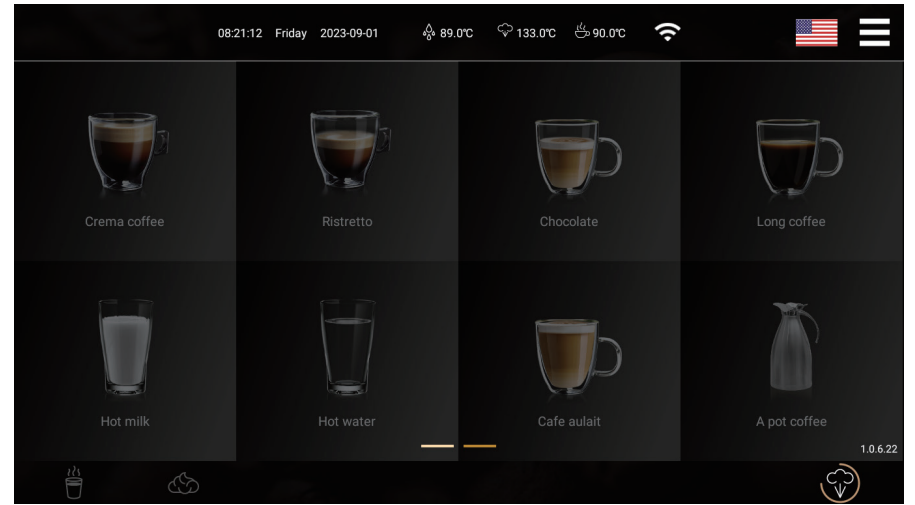 08:21:12 Friday 2023-09-01 89.0℃ 133.0℃ 90.0℃
Crema coffee Ristretto Chocolate Long coffee
Hot milk Hot water Cafe aulait A pot coffee
1.0.6.22